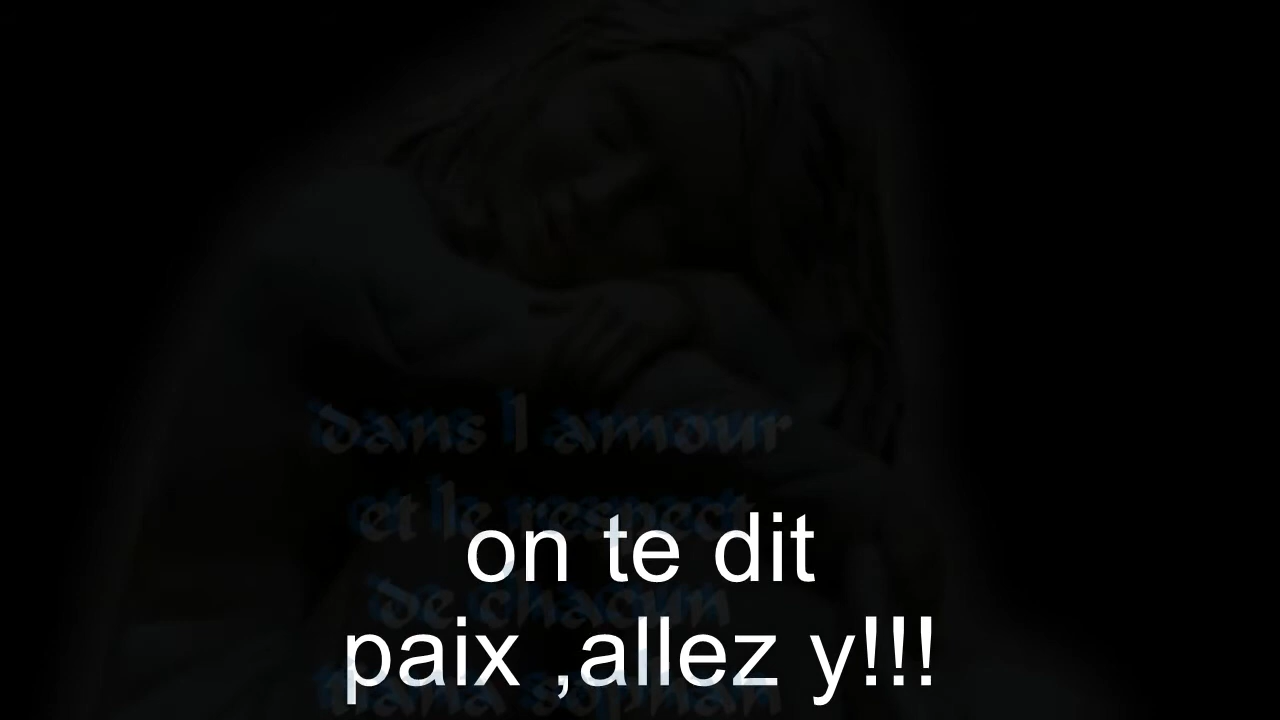 dans l amour
et le respect
on te dit
de chacun
paix ,allez y!!!